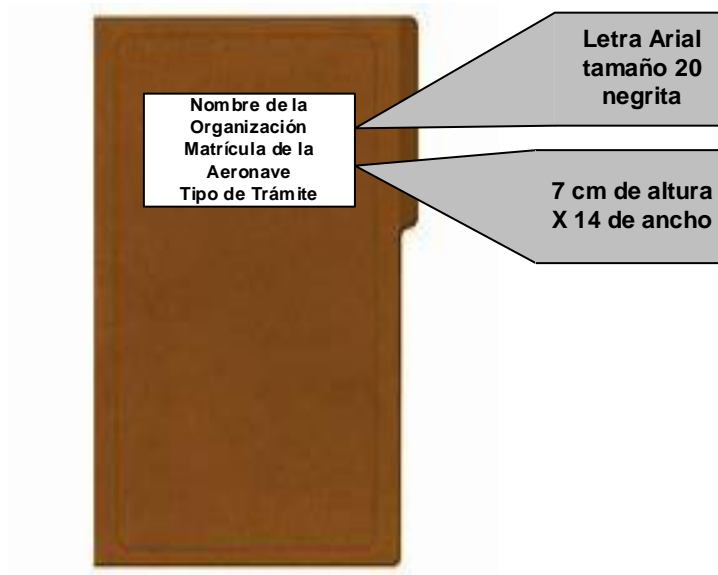 Nombre de la
Organización
Matrícula de la
Aeronave
Tipo de Trámite
Letra Arial
tamaño 20
negrita
7 cm de altura
X 14 de ancho